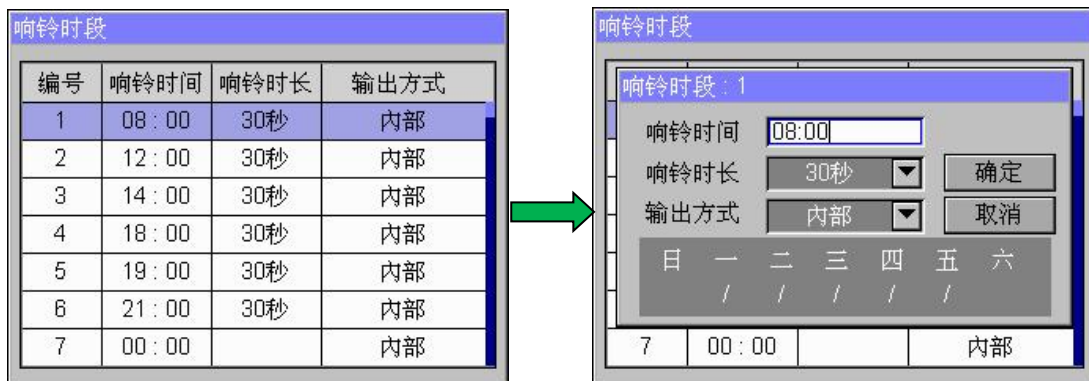 响铃时段
编号 响铃时间 响铃时长 输出方式
1 08 : 00 30秒 内部
2 12 : 00 30秒 内部
3 14 : 00 30秒 内部
4 18 : 00 30秒 内部
5 19 : 00 30秒 内部
6 21 : 00 30秒 内部
7 00 : 00 内部
响铃时段
响铃时段 : 1
响铃时间 08:00
响铃时长 30秒 确定
输出方式 内部 取消
日 一 二 三 四 五 六
/ / / / /
7 00 : 00 内部